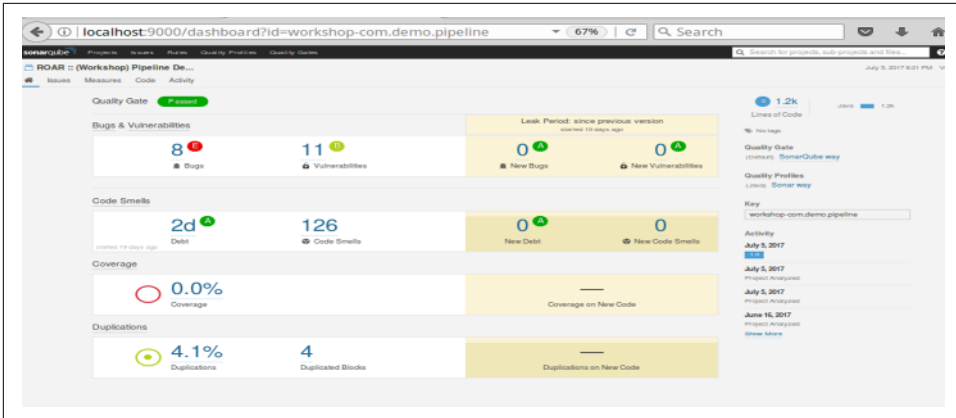 localhost:9000/dashboard?id=workshop-com.demo.pipeline 67% Search
sonarqube Projects Issues Rules Quality Profiles Quality Gates Search for projects, sub-projects and files...
ROAR :: (Workshop) Pipeline De... July 5, 2017 6:21 PM
Issues Measures Code Activity
Quality Gate Passed
Bugs & Vulnerabilities
Leak Period: since previous version
started 19 days ago
8 E
Bugs
11 B
Vulnerabilities
0 A
New Bugs
0 A
New Vulnerabilities
Code Smells
2d A
Debt
started 19 days ago
126
Code Smells
0 A
New Debt
0
New Code Smells
Coverage
0.0%
Coverage
—
Coverage on New Code
Duplications
4.1%
Duplications
4
Duplicated Blocks
—
Duplications on New Code
S 1.2k
Lines of Code
Java 1.2k
No tags
Quality Gate
(Default) SonarQube way
Quality Profiles
(Java) Sonar way
Key
workshop-com.demo.pipeline
Activity
July 5, 2017
July 5, 2017
Project Analyzed
July 5, 2017
Project Analyzed
June 16, 2017
Project Analyzed
Show More